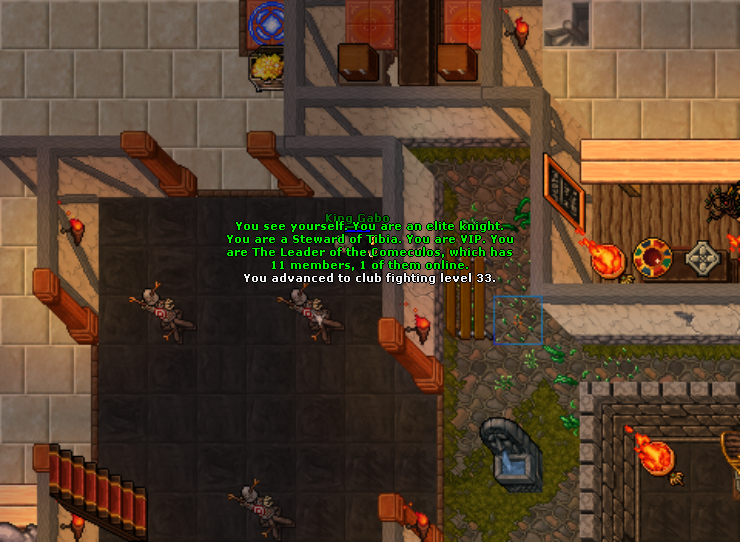 King Gabo
You see yourself. You are an elite knight.
You are a Steward of Tibia. You are VIP. You
are The Leader of the Comeculos, which has
11 members, 1 of them online.
You advanced to club fighting level 33.